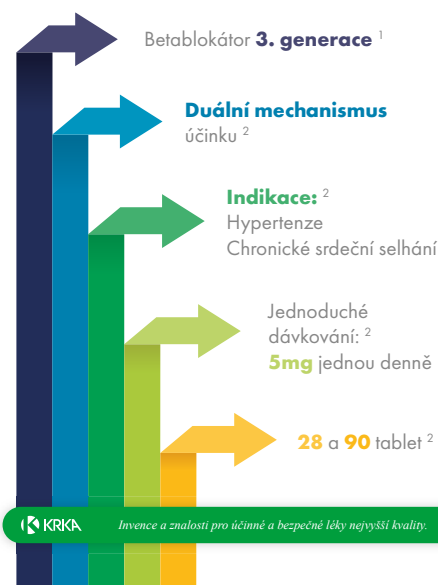 Betablokátor 3. generace 1
Duální mechanismus
účinku 2
Indikace: 2
Hypertenze
Chronické srdeční selhání
Jednoduché
dávkování: 2
5mg jednou denně
28 a 90 tablet 2
KRKA Invence a znalosti pro účinné a bezpečné léky nejvyšší kvality.